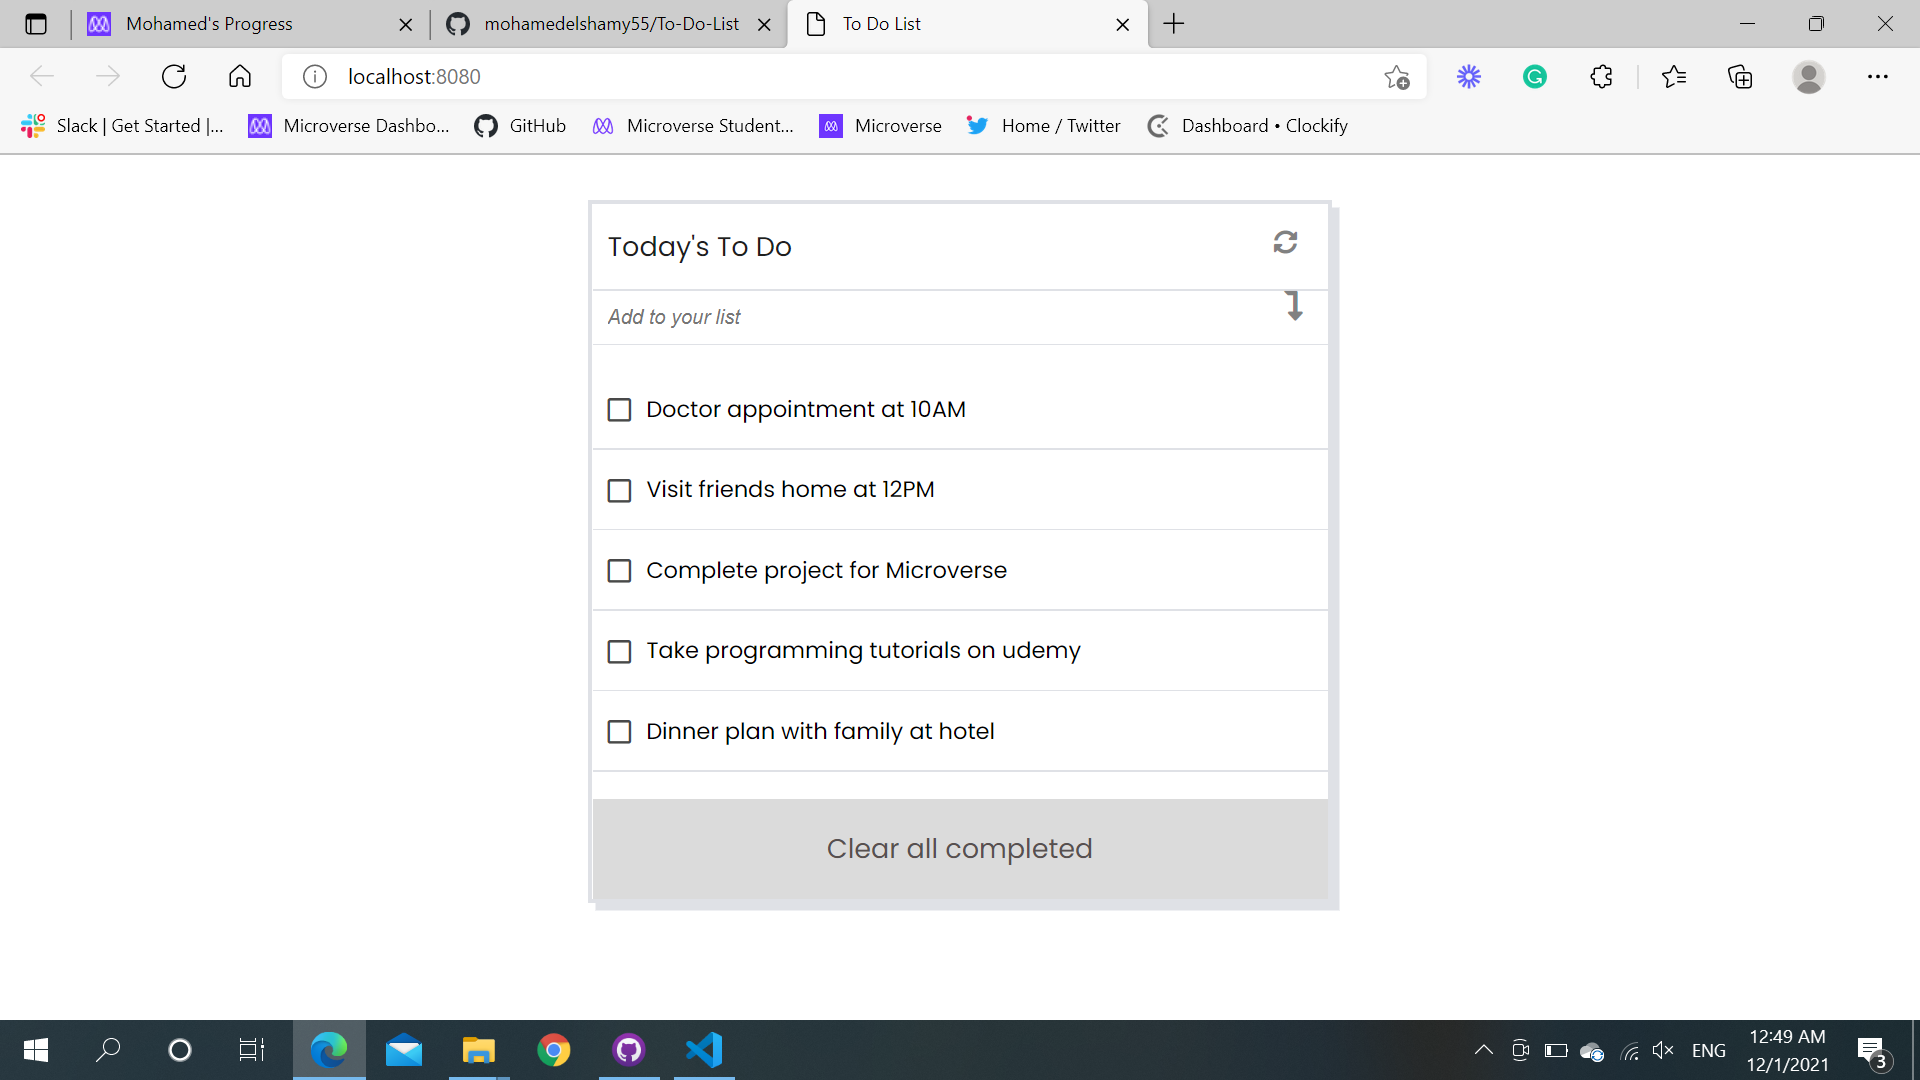 Mohamed's Progress
mohamedelshamy55/To-Do-List
To Do List
localhost:8080
Slack | Get Started |...
Microverse Dashbo...
GitHub
Microverse Student...
Microverse
Home / Twitter
Dashboard • Clockify
Today's To Do
Add to your list
Doctor appointment at 10AM
Visit friends home at 12PM
Complete project for Microverse
Take programming tutorials on udemy
Dinner plan with family at hotel
Clear all completed
ENG
12:49 AM
12/1/2021
3